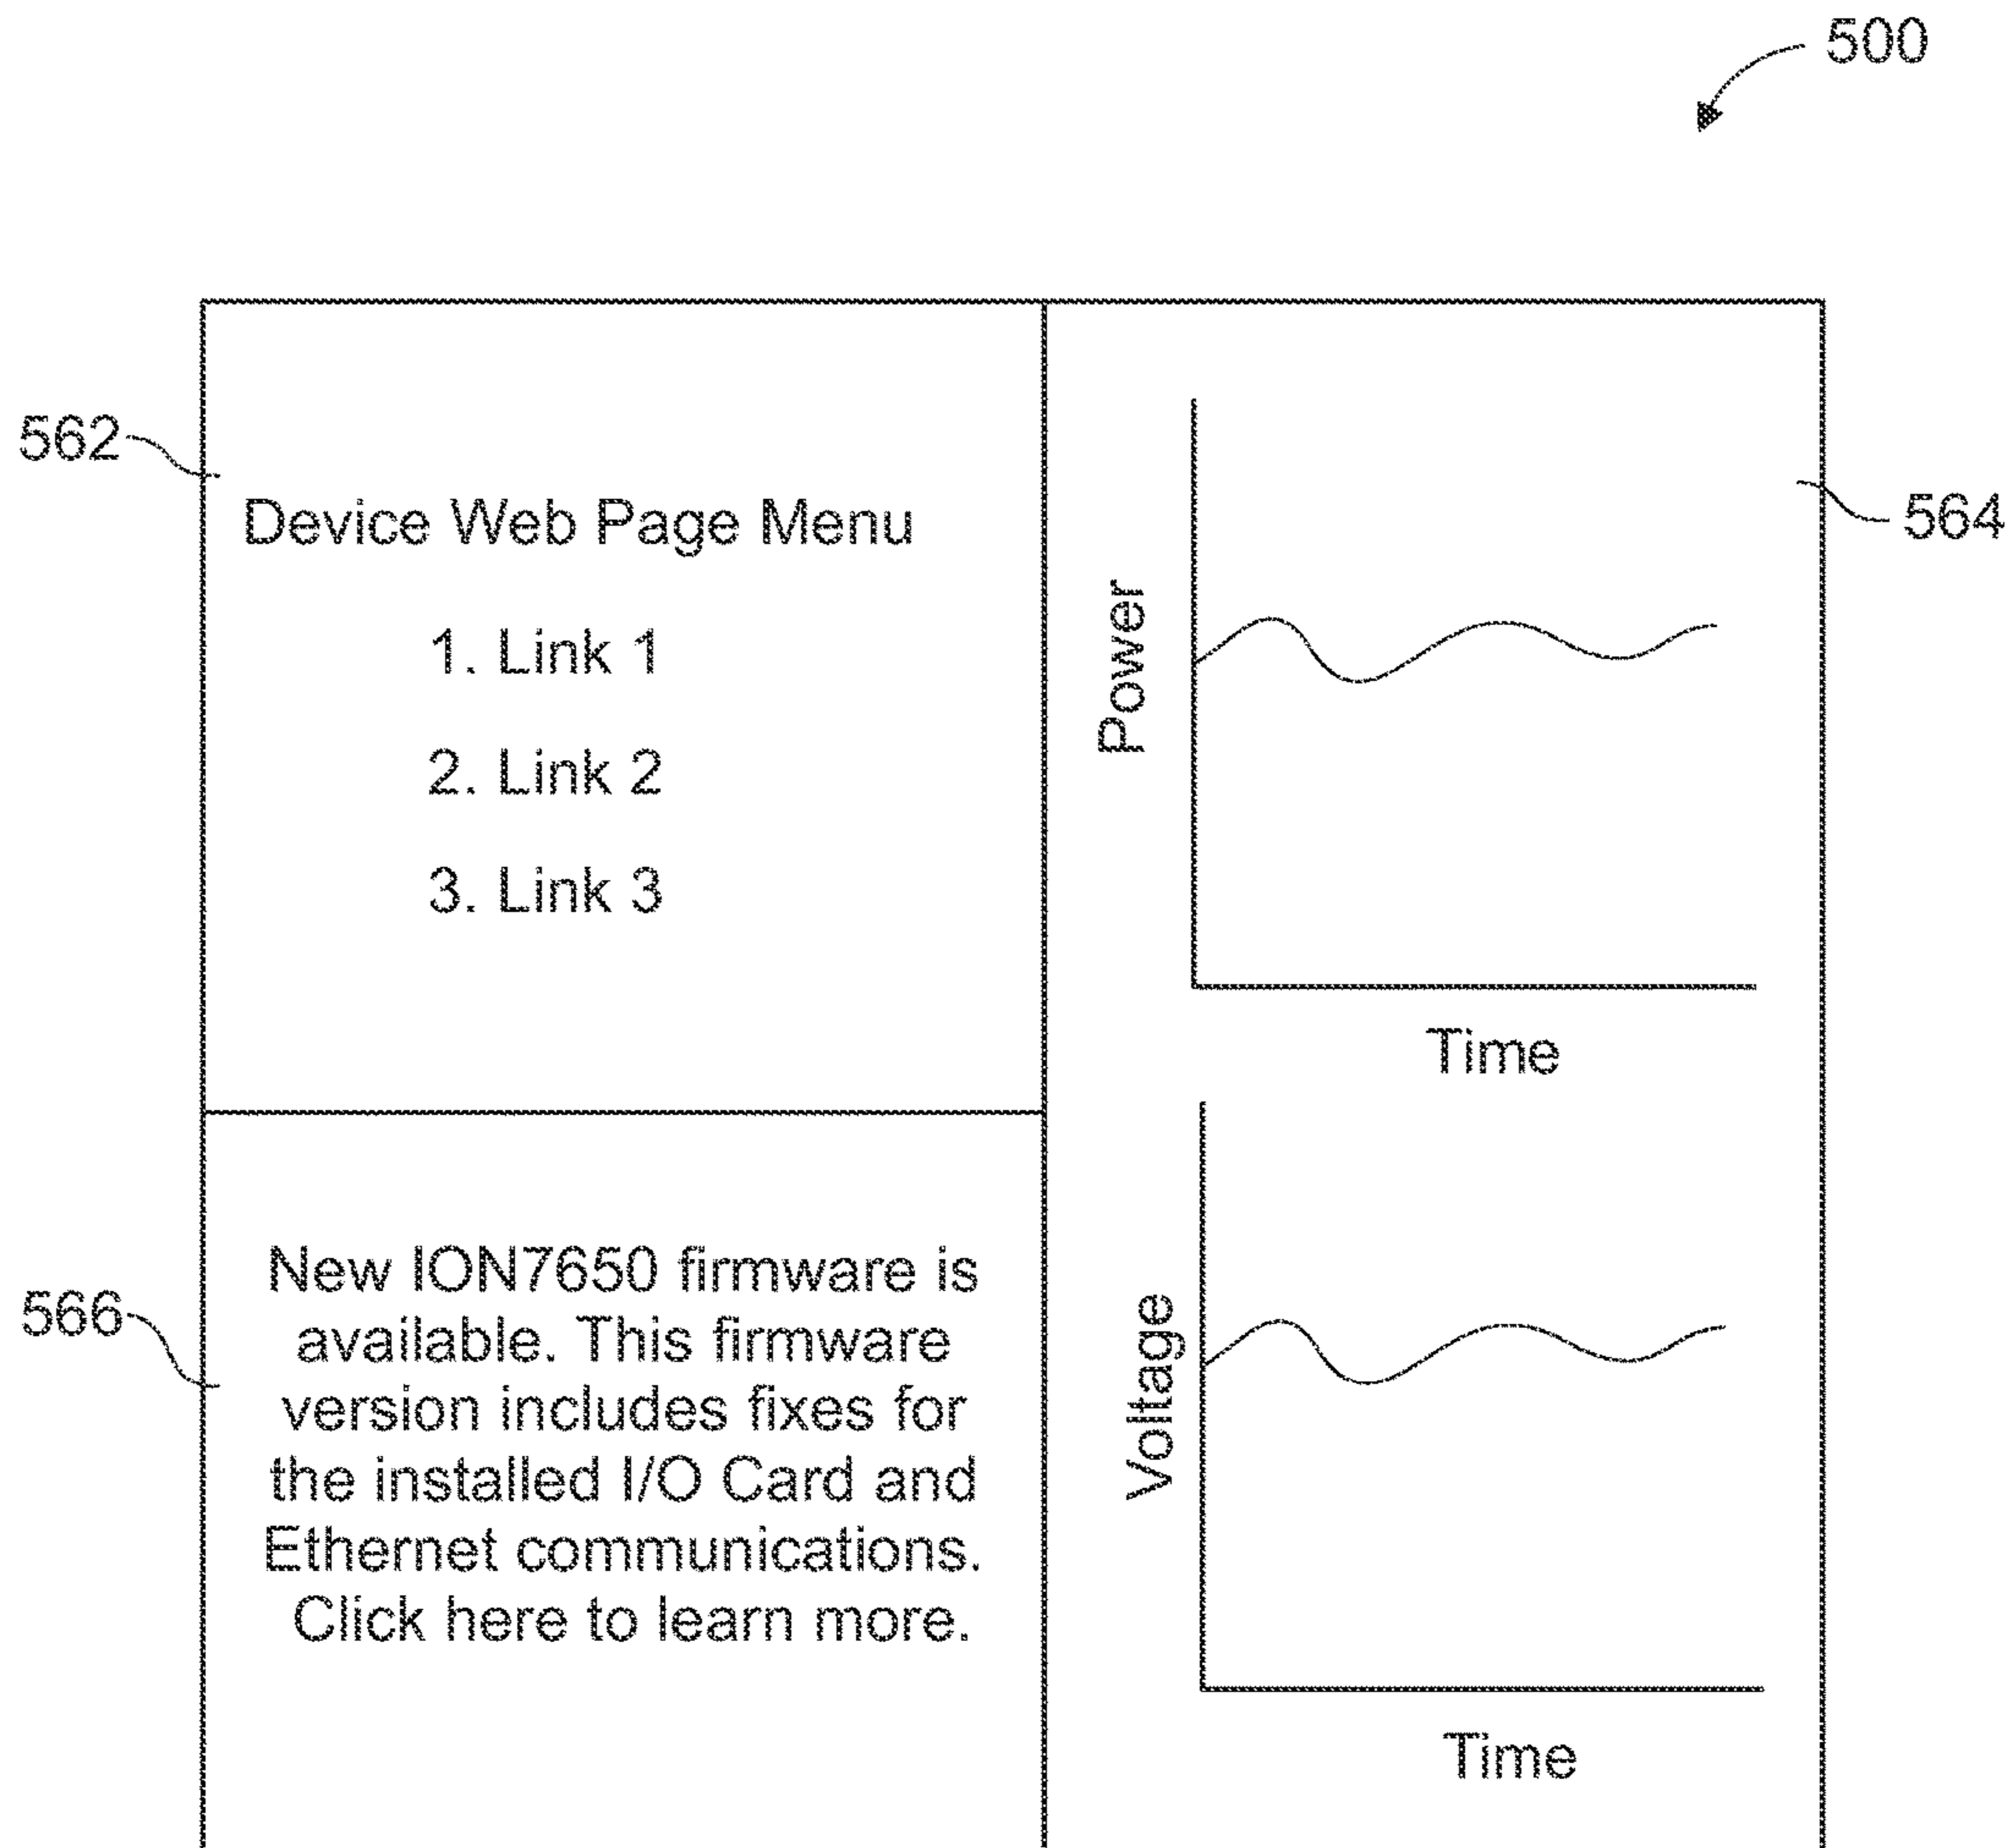 500
562
Device Web Page Menu
1. Link 1
2. Link 2
3. Link 3
564
Power
Time
566
New ION7650 firmware is
available. This firmware
version includes fixes for
the installed I/O Card and
Ethernet communications.
Click here to learn more.
Voltage
Time